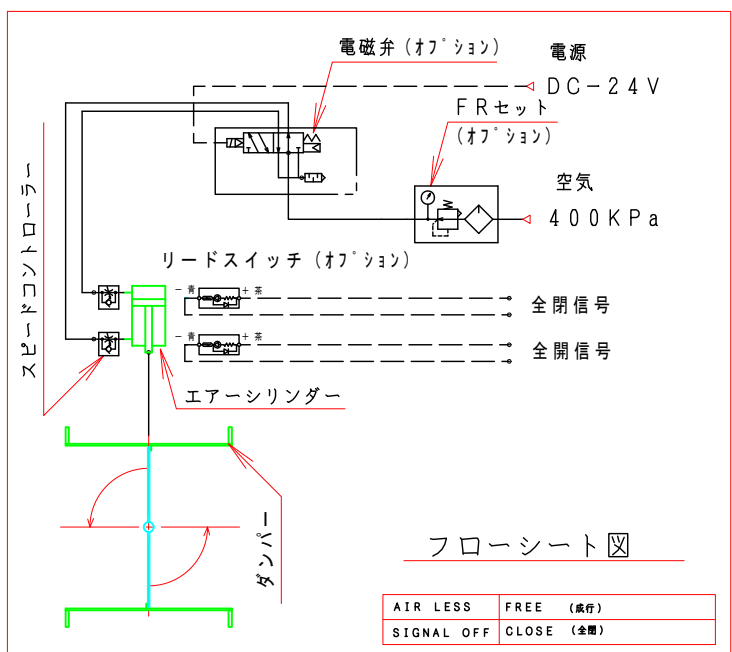 電磁弁(オプション)
電源
DC-24V
FRセット
(オプション)
空気
400KPa
スピードコントローラー
リードスイッチ(オプション)
- 青 + 茶
全閉信号
- 青 + 茶
全開信号
エアーシリンダー
ダンパー
フローシート図
AIR LESS FREE (成行)
SIGNAL OFF CLOSE (全閉)